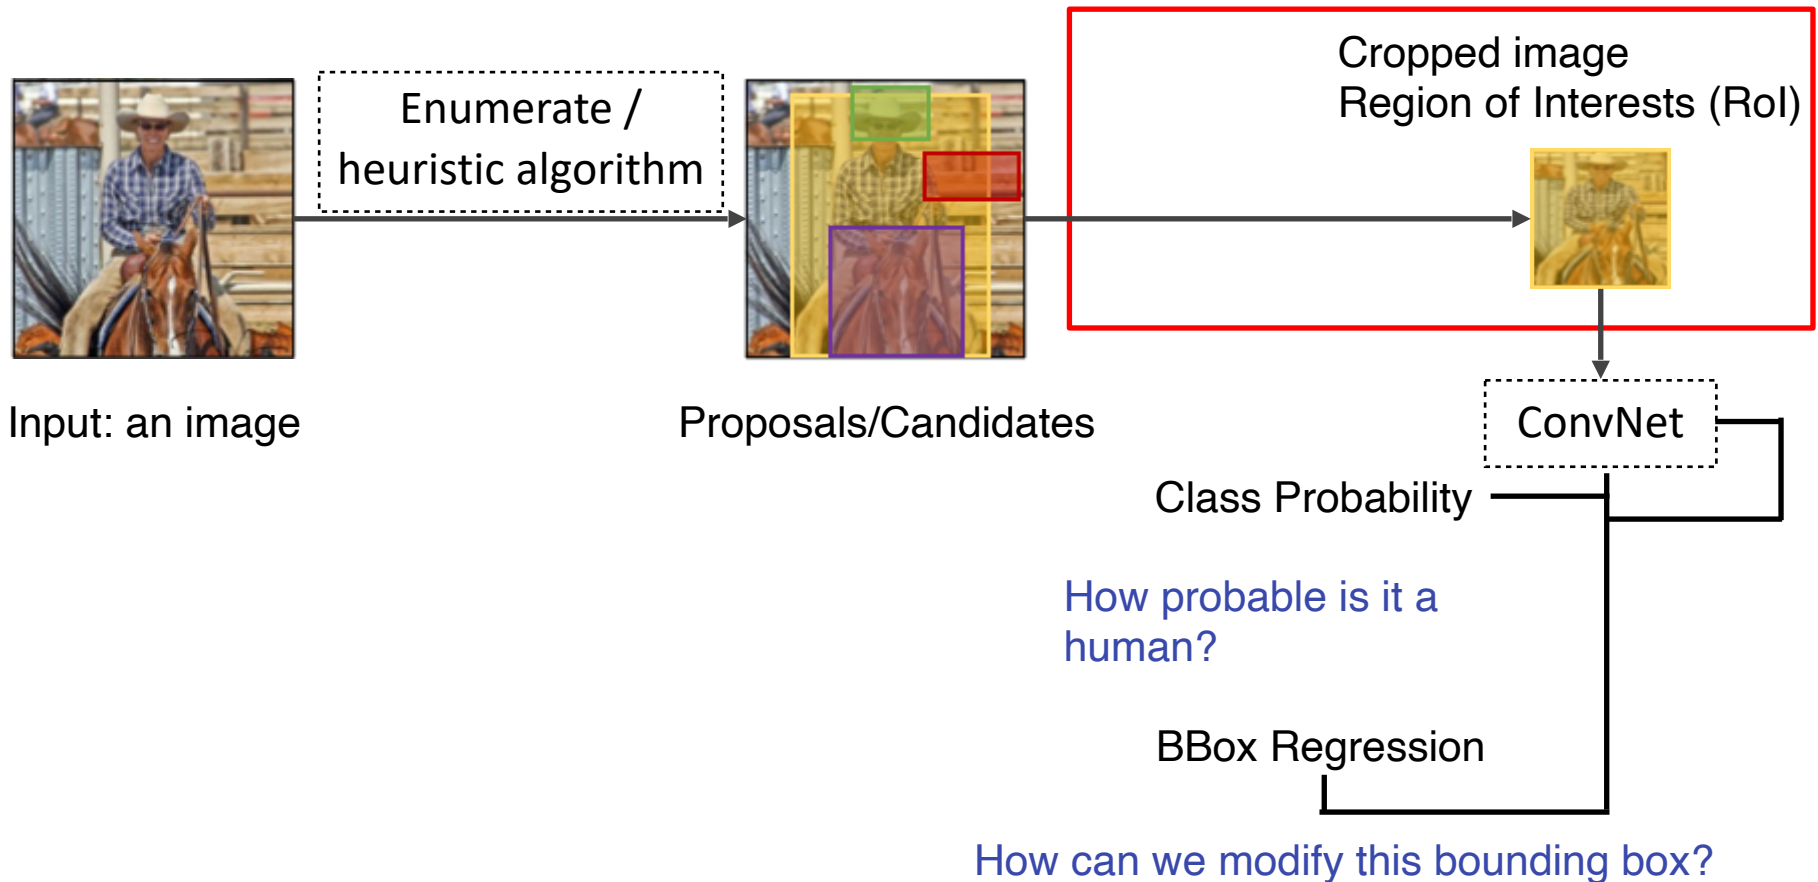 Cropped image
Region of Interests (RoI)
Enumerate /
heuristic algorithm
Input: an image
Proposals/Candidates
ConvNet
Class Probability
How probable is it a
human?
BBox Regression
How can we modify this bounding box?